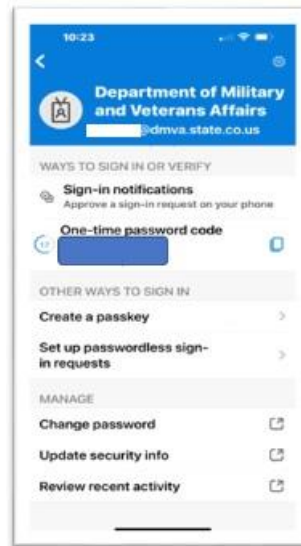 10:23
Department of Military
and Veterans Affairs
@dmva.state.co.us
WAYS TO SIGN IN OR VERIFY
Sign-in notifications
Approve a sign-in request on your phone
One-time password code
OTHER WAYS TO SIGN IN
Create a passkey
Set up passwordless sign-
in requests
MANAGE
Change password
Update security info
Review recent activity